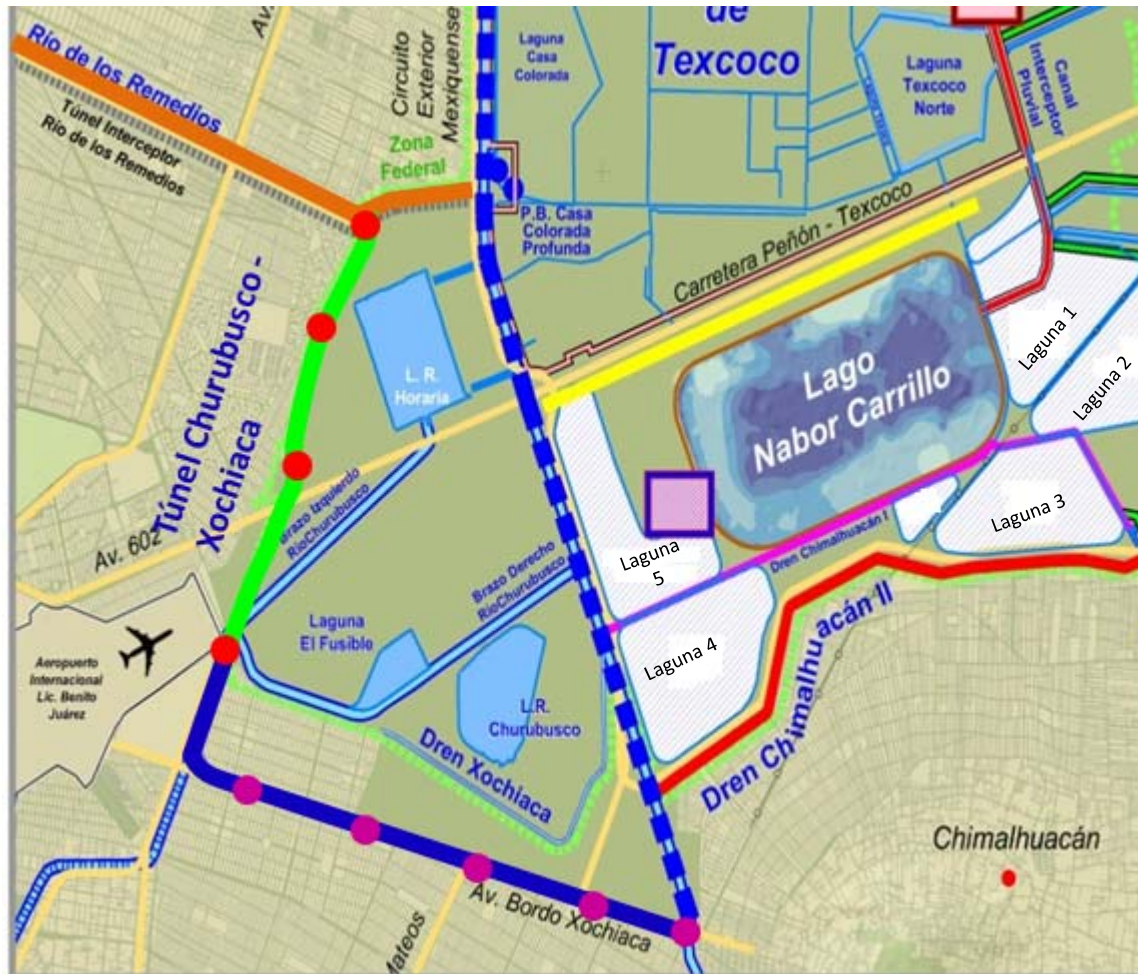 de
Texcoco
Av.
Río de los Remedios
Túnel Interceptor
Río de los Remedios
Circuito
Exterior
Mexiquense
Zona
Federal
Laguna
Casa
Colorada
Laguna
Texcoco
Norte
Canal
Interceptor
Pluvial
P.B. Casa
Colorada
Profunda
Carretera Peñón - Texcoco
Túnel Churubusco -
Xochiaca
L. R.
Horaria
Lago
Nabor Carrillo
Laguna 1
Laguna 2
Laguna 3
Av. 602
Brazo Izquierdo
RioChurubusco
Brazo Derecho
RioChurubusco
Laguna
5
Dren Chimalhuacán I
Laguna
El Fusible
Laguna 4
Aeropuerto
Internacional
Lic. Benito
Juárez
L.R.
Churubusco
Dren Xochiaca
Dren Chimalhuacán II
Chimalhuacán
Av. Bordo Xochiaca
Mateos